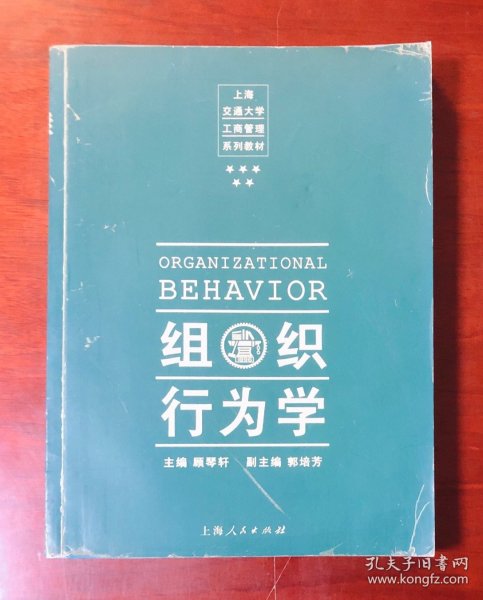 上海
交通大学
工商管理
系列教材
ORGANIZATIONAL
BEHAVIOR
组织
行为学
主编 顾琴轩 副主编 郭培芳
上海人民出版社
孔夫子旧书网
www.kongfz.com